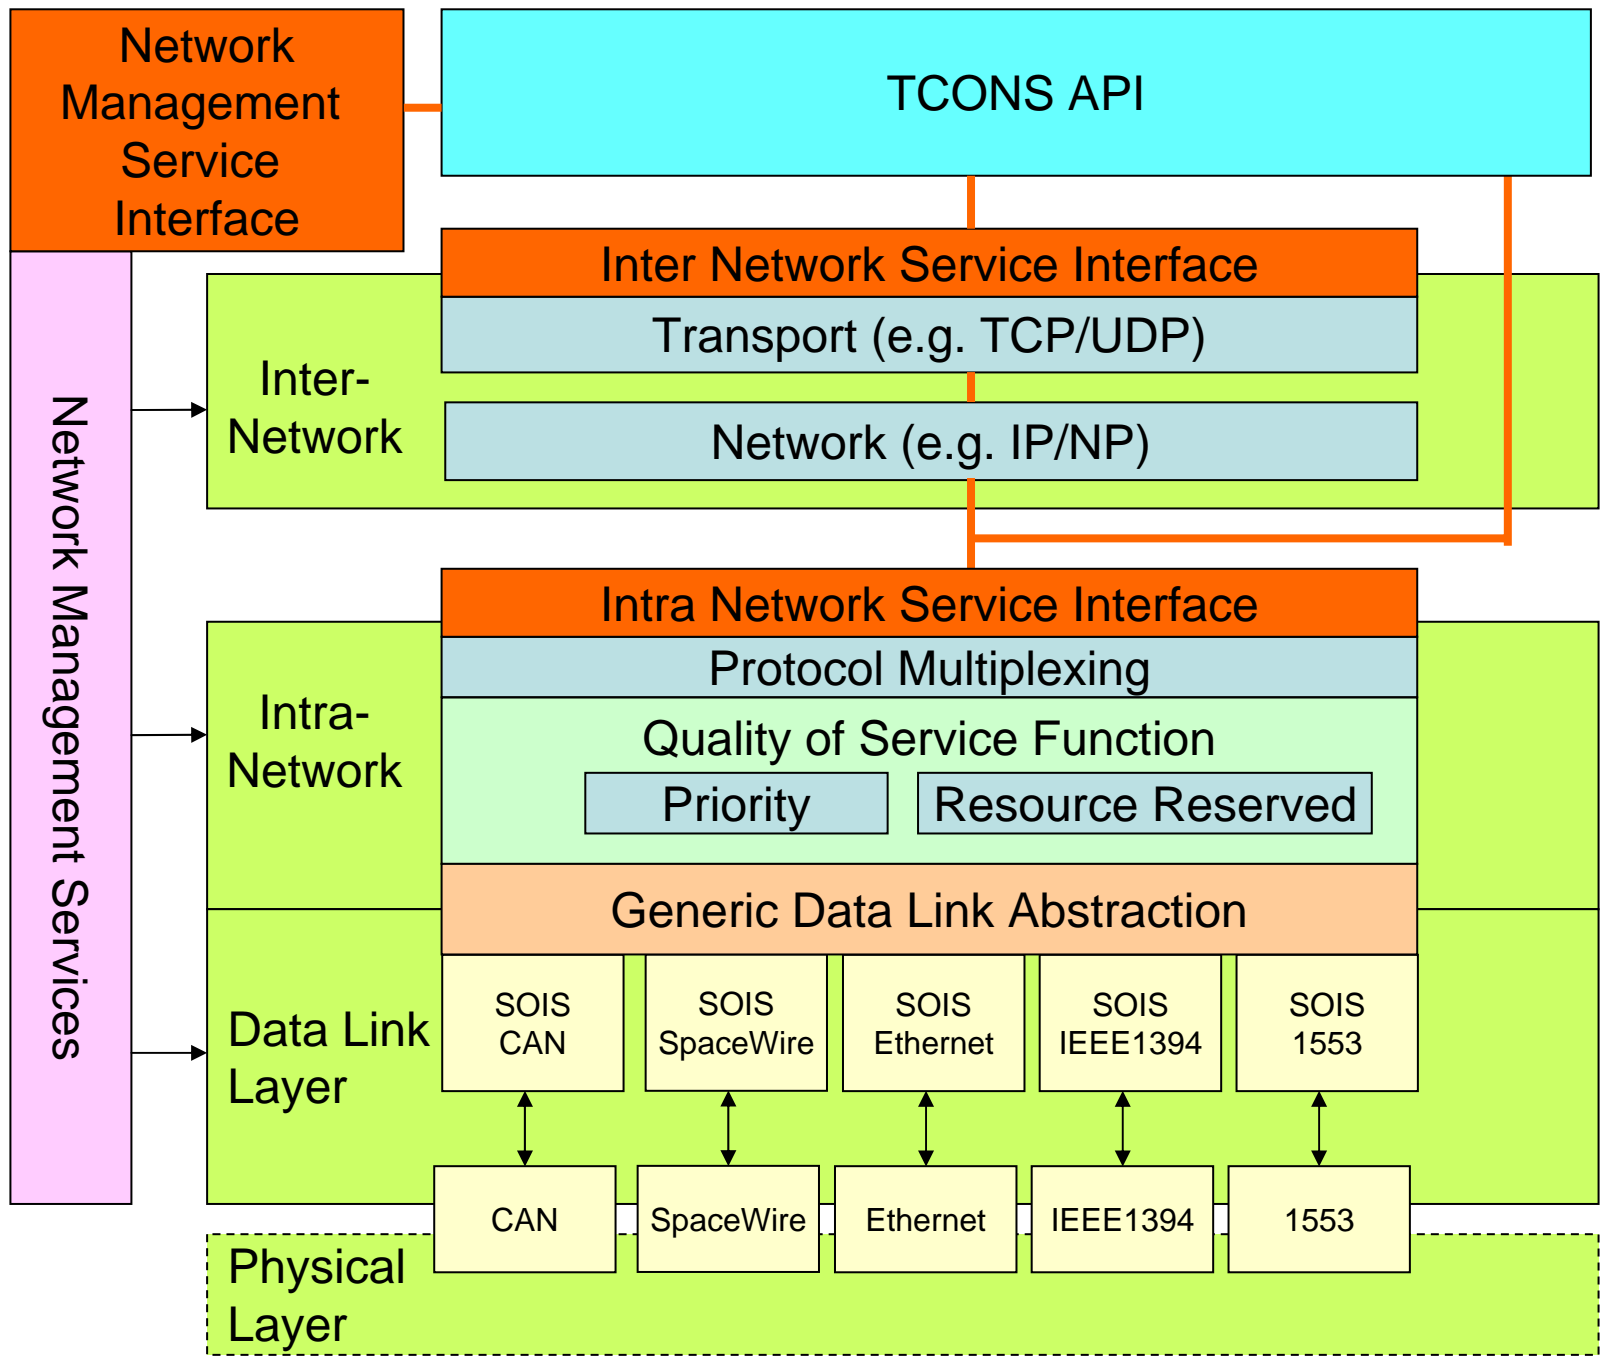 Network
Management
Service
Interface
TCONS API
Inter Network Service Interface
Transport (e.g. TCP/UDP)
Inter-
Network
Network (e.g. IP/NP)
Network Management Services
Intra Network Service Interface
Protocol Multiplexing
Intra-
Network
Quality of Service Function
Priority
Resource Reserved
Generic Data Link Abstraction
Data Link
Layer
SOIS
CAN
SOIS
SpaceWire
SOIS
Ethernet
SOIS
IEEE1394
SOIS
1553
CAN
SpaceWire
Ethernet
IEEE1394
1553
Physical
Layer